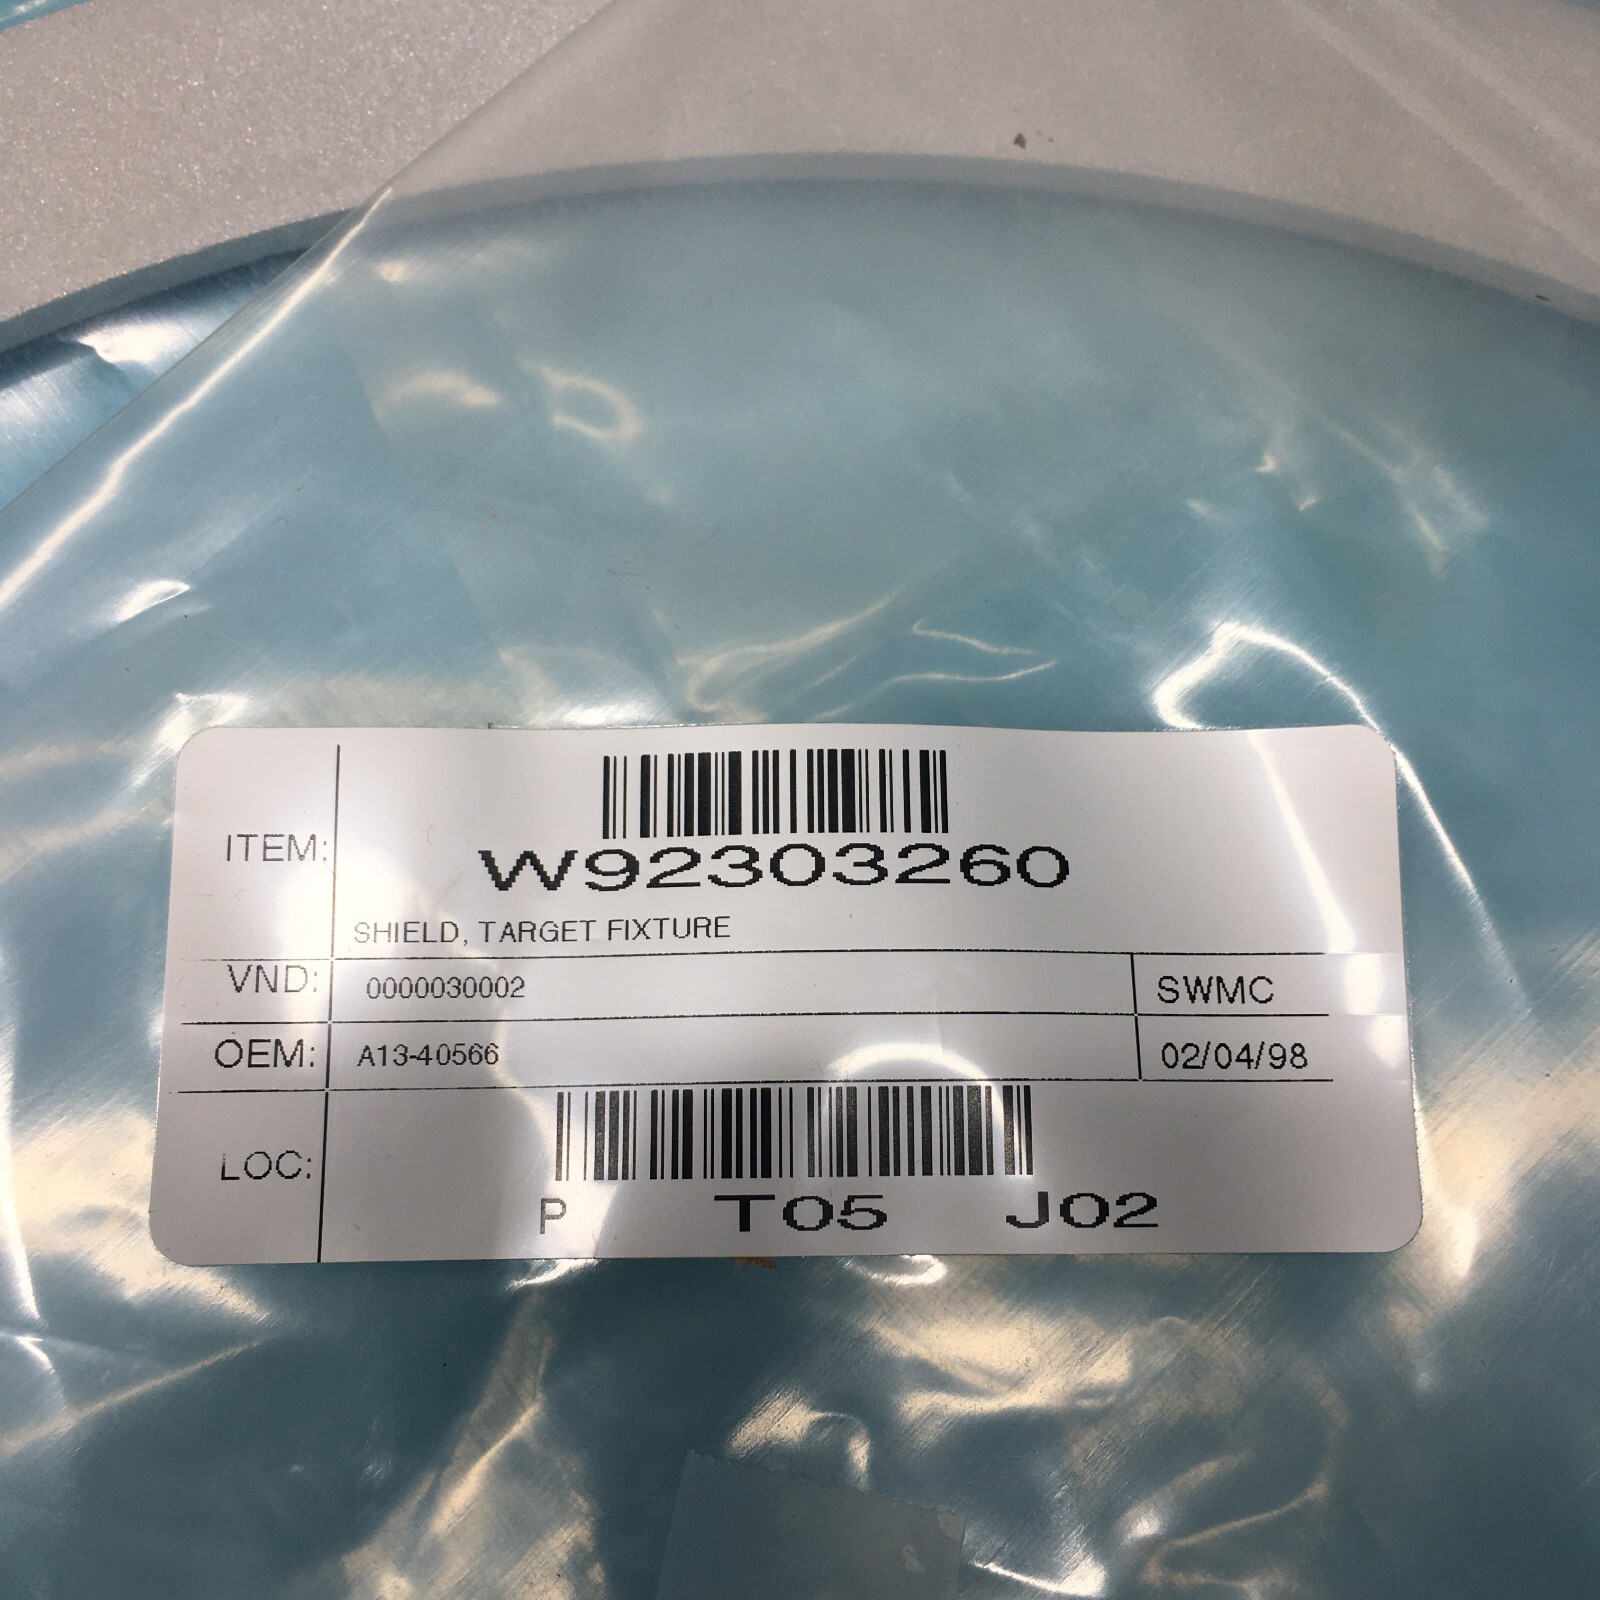 ITEM: W92303260
SHIELD, TARGET FIXTURE
VND: 0000030002 SWMC
OEM: A13-40566 02/04/98
LOC: P T05 J02